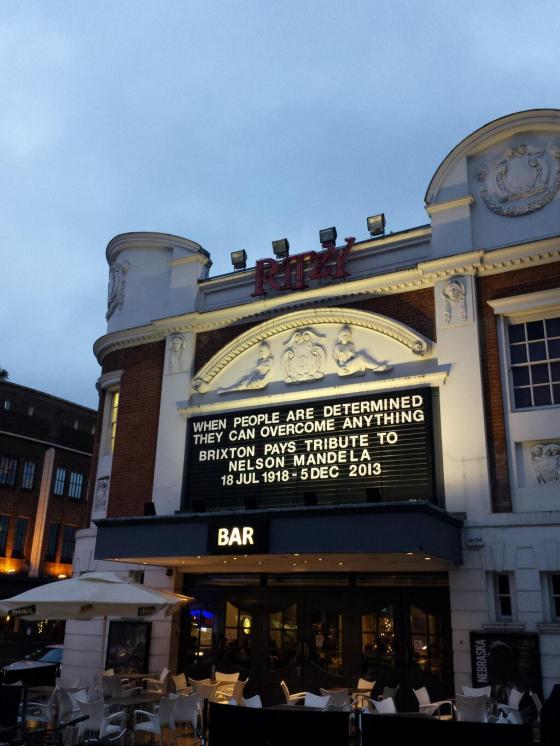 RITZY
WHEN PEOPLE ARE DETERMINED
THEY CAN OVERCOME ANYTHING
BRIXTON PAYS TRIBUTE TO
NELSON MANDELA
18 JUL 1918 - 5 DEC 2013
BAR
NEBRASKA